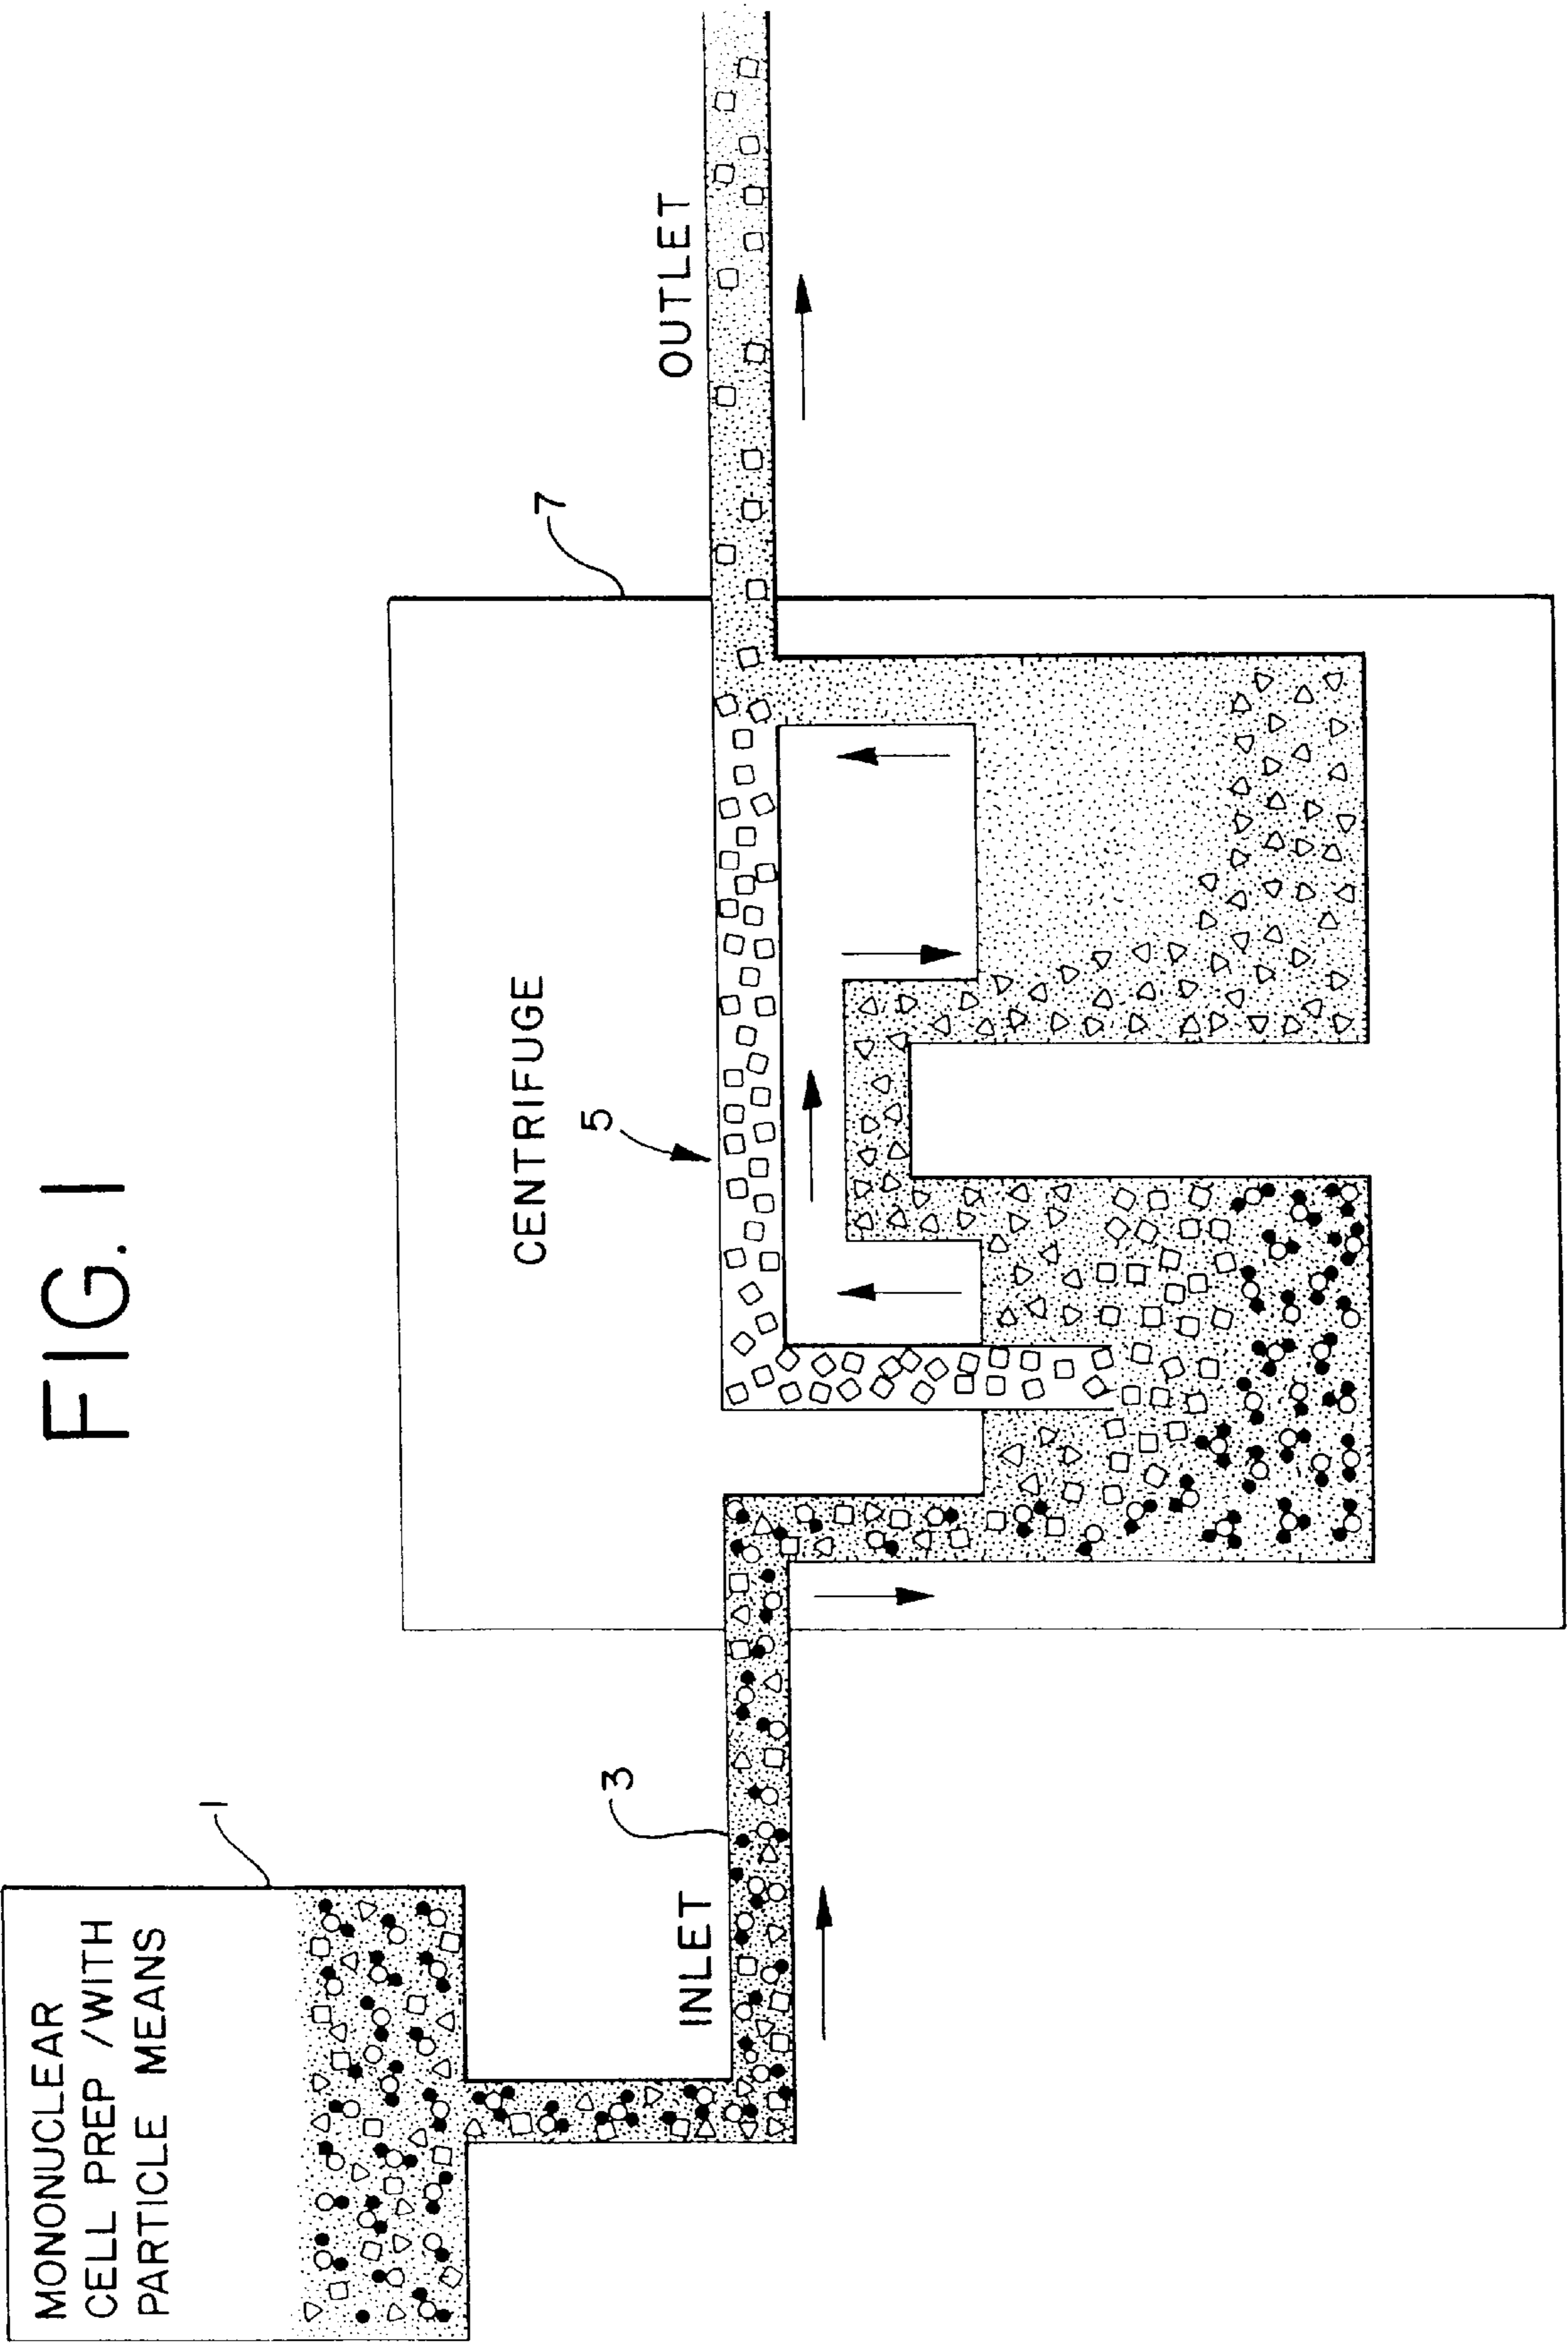 FIG. 1
MONONUCLEAR
CELL PREP /WITH
PARTICLE MEANS
1
INLET
3
CENTRIFUGE
5
7
OUTLET